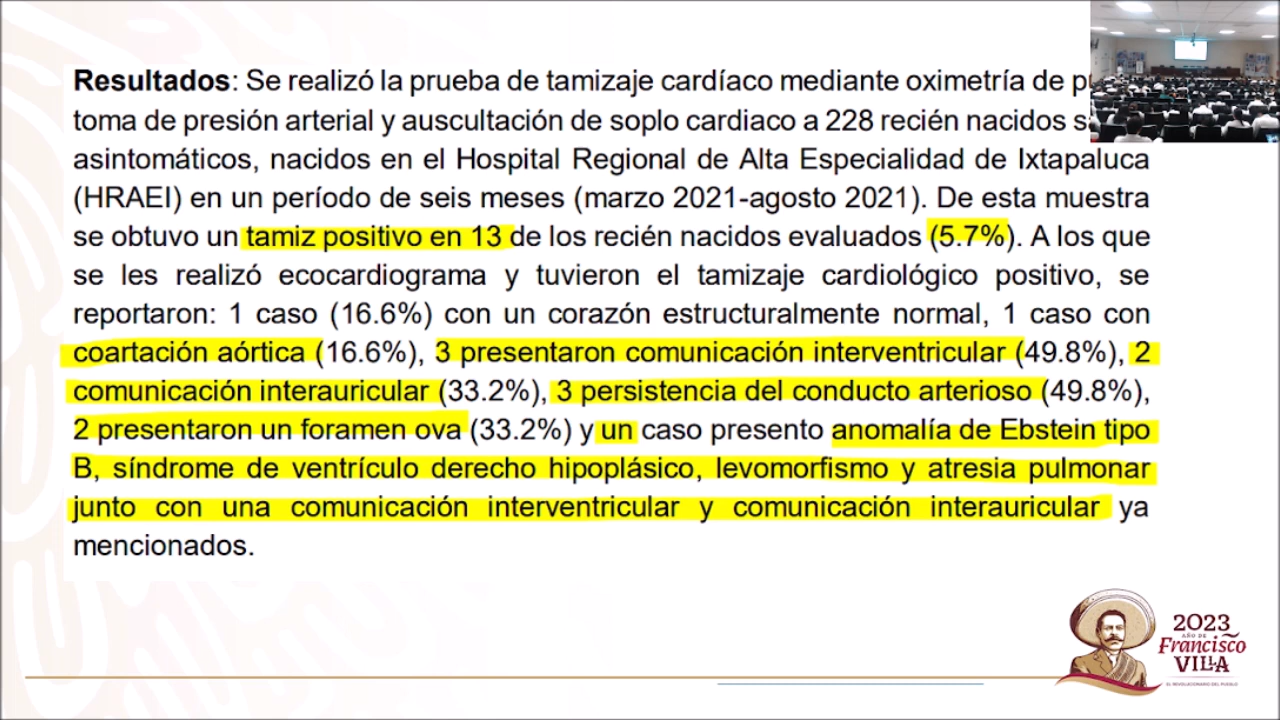 Resultados: Se realizó la prueba de tamizaje cardíaco mediante oximetría de
toma de presión arterial y auscultación de soplo cardiaco a 228 recién nacidos
asintomáticos, nacidos en el Hospital Regional de Alta Especialidad de Ixtapaluca
(HRAEI) en un período de seis meses (marzo 2021-agosto 2021). De esta muestra
se obtuvo un tamiz positivo en 13 de los recién nacidos evaluados (5.7%). A los que
se les realizó ecocardiograma y tuvieron el tamizaje cardiológico positivo, se
reportaron: 1 caso (16.6%) con un corazón estructuralmente normal, 1 caso con
coartación aórtica (16.6%), 3 presentaron comunicación interventricular (49.8%), 2
comunicación interauricular (33.2%), 3 persistencia del conducto arterioso (49.8%),
2 presentaron un foramen ova (33.2%) y un caso presento anomalía de Ebstein tipo
B, síndrome de ventrículo derecho hipoplásico, levomorfismo y atresia pulmonar
junto con una comunicación interventricular y comunicación interauricular ya
mencionados.
2023
AÑO DE
Francisco
VILLA
EL REVOLUCIONARIO DEL PUEBLO